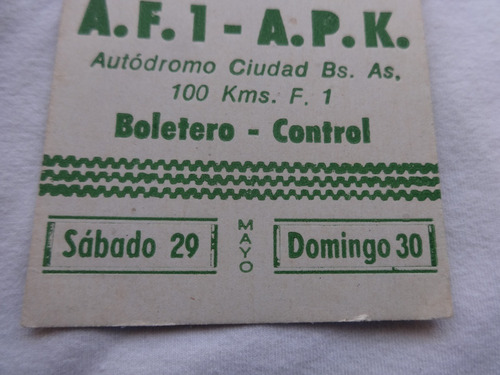 A.F.1 - A.P.K.
Autódromo Ciudad Bs. As.
100 Kms. F. 1
Boletero - Control
Sábado 29
MAYO
Domingo 30